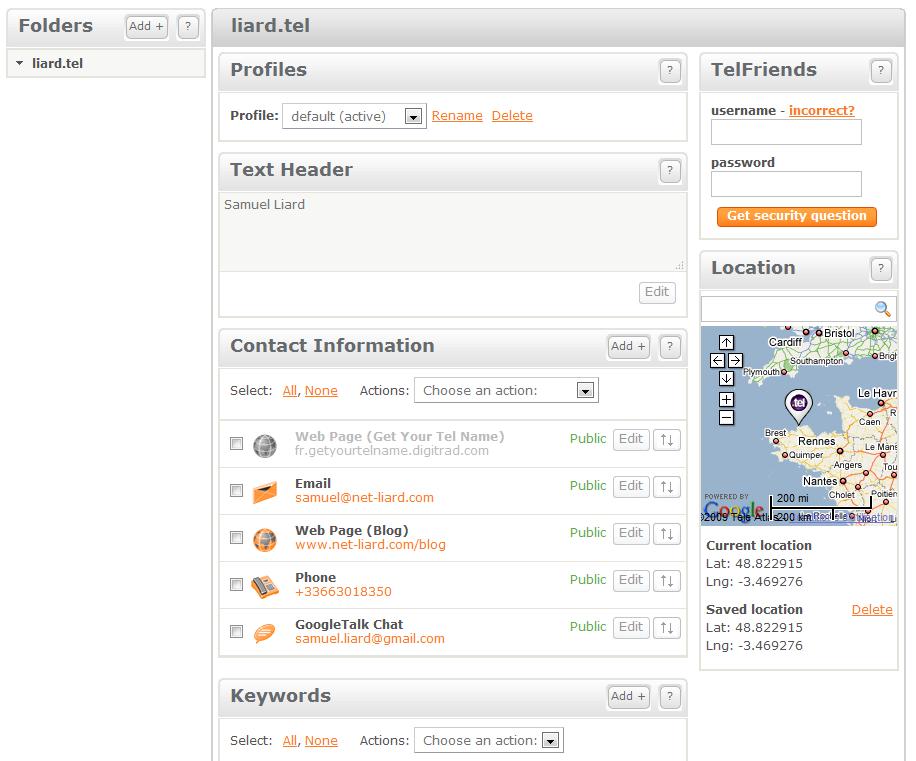 Folders Add + ?
liard.tel
liard.tel
Profiles ?
Profile: default (active) Rename Delete
Text Header ?
Samuel Liard
Edit
Contact Information Add + ?
Select: All, None Actions: Choose an action:
Web Page (Get Your Tel Name) Public Edit
fr.getyourtelname.digitrad.com
Email Public Edit
samuel@net-liard.com
Web Page (Blog) Public Edit
www.net-liard.com/blog
Phone Public Edit
+33663018350
GoogleTalk Chat Public Edit
samuel.liard@gmail.com
Keywords Add + ?
Select: All, None Actions: Choose an action:
TelFriends ?
username - incorrect?
password
Get security question
Location ?
Bristol
Cardiff
Southampton
Brigh
Plymouth
Le Havr
.tel
Caen
R
Brest
Rennes
Le Mans
Quimper
Angers
Tou
Nantes
Cholet
Poitier
POWERED BY
Google
200 mi
200 km
©2009 Tele Atlas
Current location
Lat: 48.822915
Lng: -3.469276
Saved location Delete
Lat: 48.822915
Lng: -3.469276